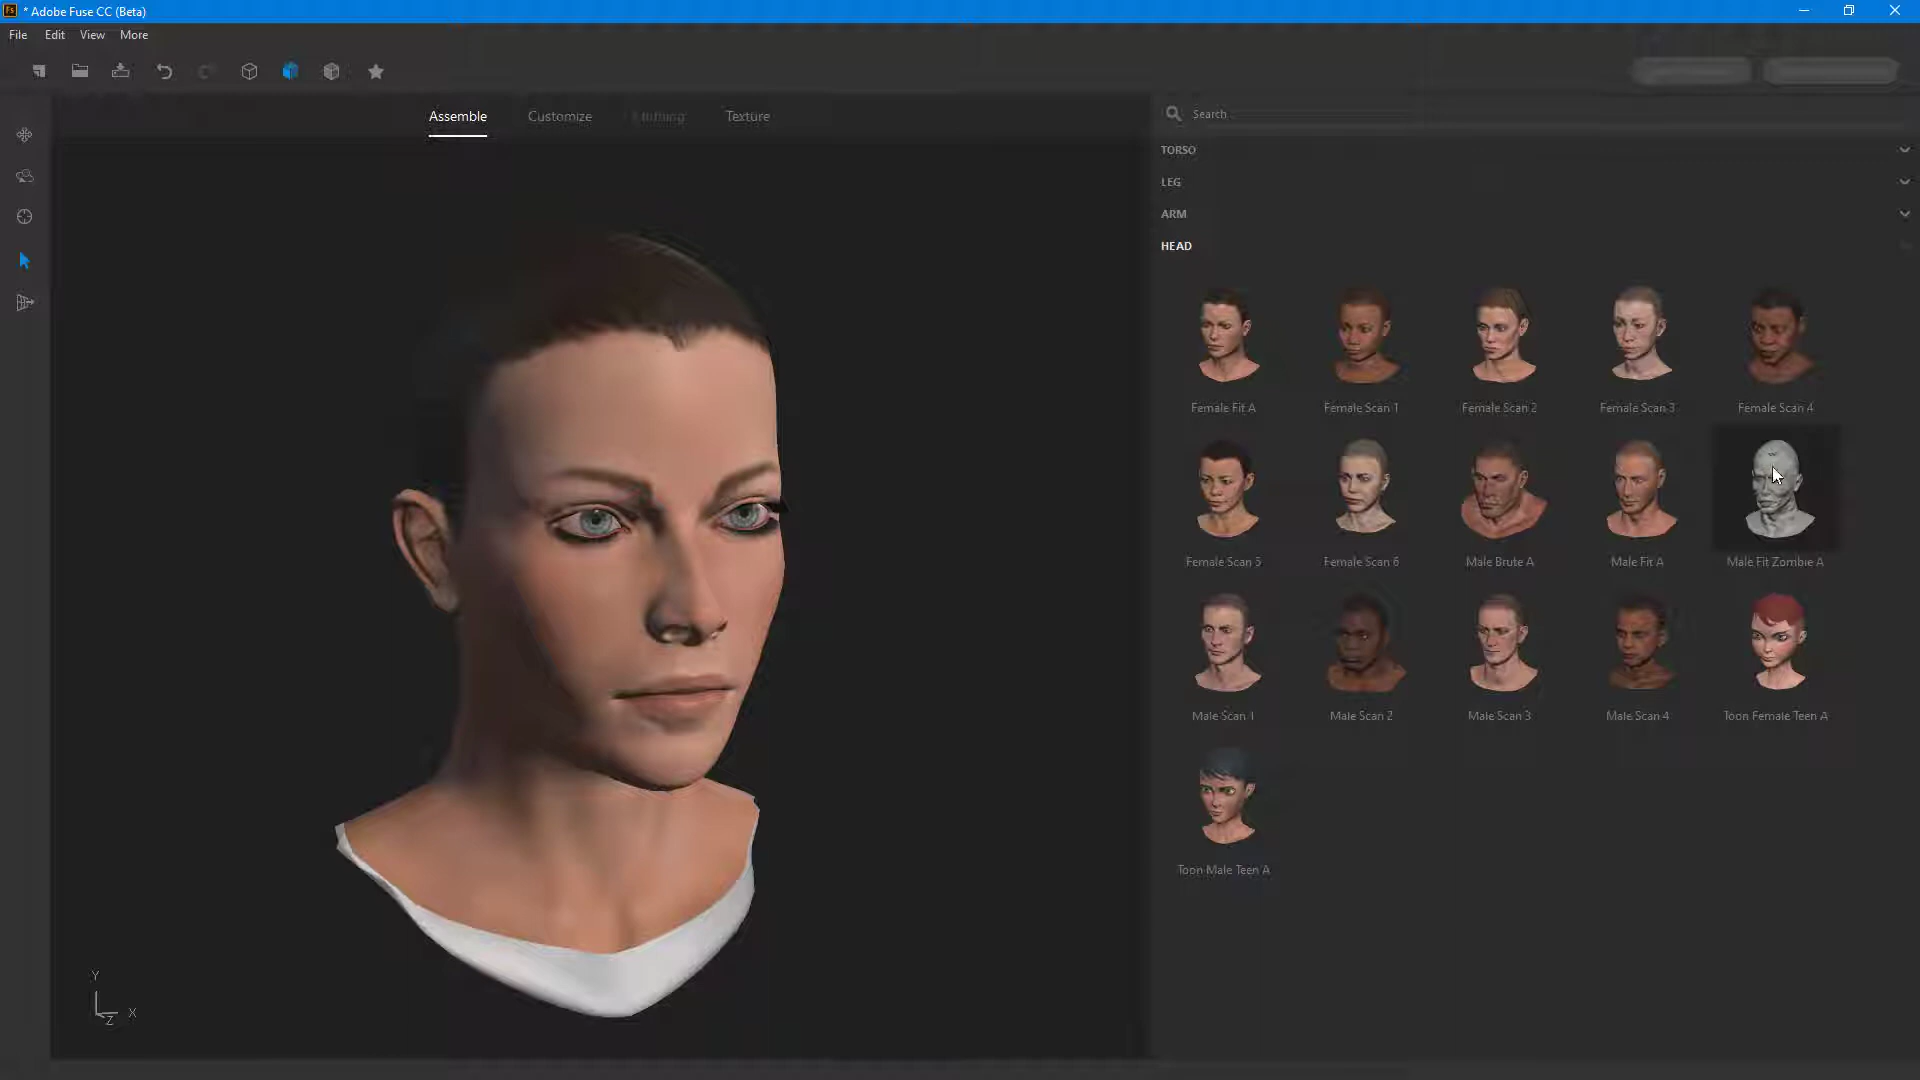 Fs * Adobe Fuse CC (Beta)
File Edit View More
Assemble Customize Clothing Texture
Search...
TORSO
LEG
ARM
HEAD
Female Fit A Female Scan 1 Female Scan 2 Female Scan 3 Female Scan 4
Female Scan 5 Female Scan 6 Male Brute A Male Fit A Male Fit Zombie A
Male Scan 1 Male Scan 2 Male Scan 3 Male Scan 4 Toon Female Teen A
Toon Male Teen A
Y
Z X